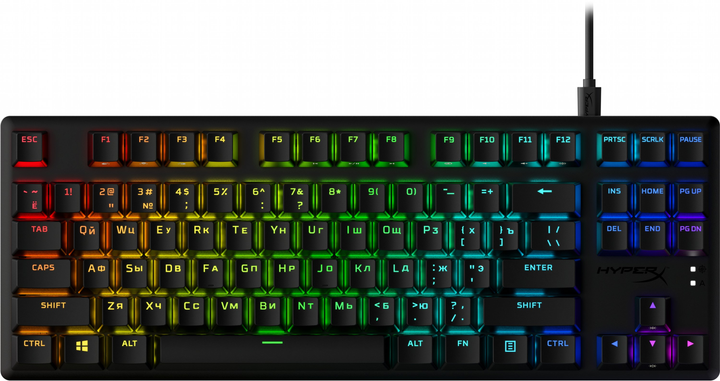 ESC F1 F2 F3 F4 F5 F6 F7 F8 F9 F10 F11 F12 PRTSC SCRLK PAUSE
~ Ё 1! 2@ " 3# № 4$ ; 5% 6^ : 7& ? 8* 9( 0) -_ =+ ← INS HOME PG UP
TAB QЙ WЦ EУ RК TЕ YН UГ IШ OЩ PЗ [Х { ]Ъ } \ / DEL END PG DN
CAPS AФ SЫ DВ FА GП HР JО KЛ LД ;Ж : "Э ' ENTER HYPERX
SHIFT ZЯ XЧ CС VМ BИ NТ MЬ <Б , >Ю . ?. /, SHIFT ▲
CTRL ALT ALT FN CTRL ◄ ▼ ►